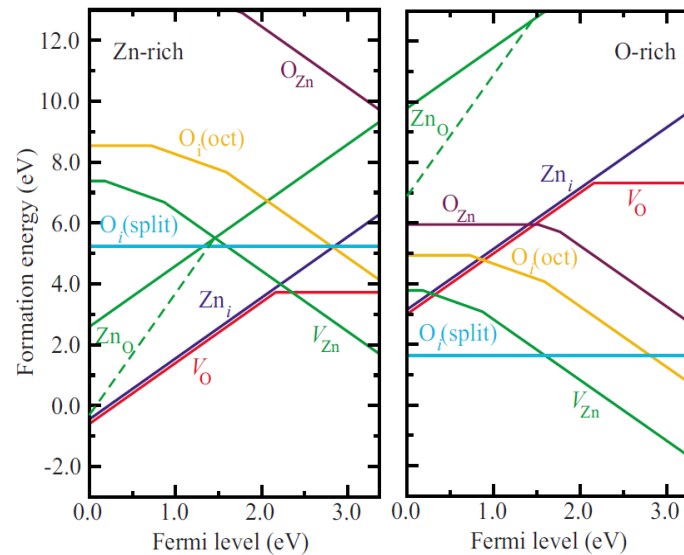 Formation energy (eV)
12.0
10.0
8.0
6.0
4.0
2.0
0.0
-2.0
Zn-rich
O_Zn
O_i(oct)
O_i(split)
Zn_i
Zn_O
V_O
V_Zn
0.0 1.0 2.0 3.0
Fermi level (eV)
O-rich
Zn_O
Zn_i
V_O
O_Zn
O_i(oct)
O_i(split)
V_Zn
0.0 1.0 2.0 3.0
Fermi level (eV)